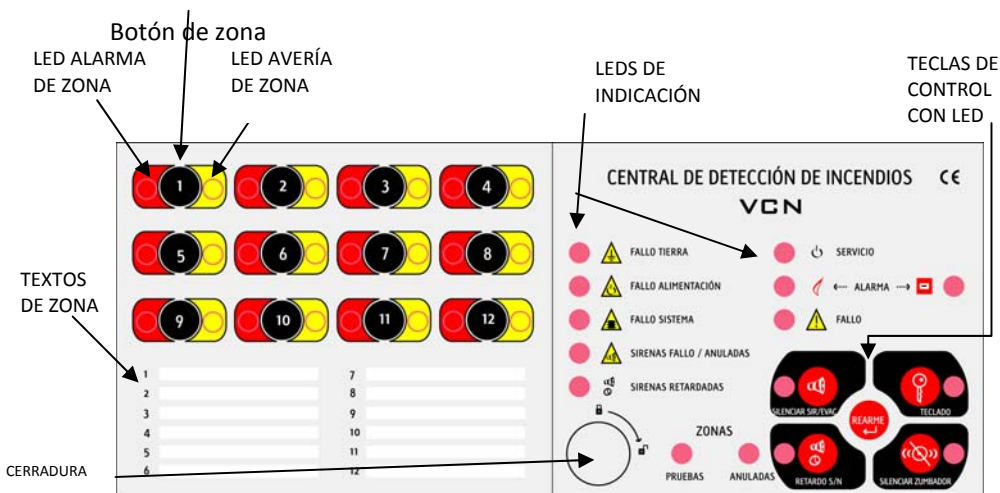 Botón de zona
LED ALARMA
DE ZONA
LED AVERÍA
DE ZONA
LEDS DE
INDICACIÓN
TECLAS DE
CONTROL
CON LED
1
2
3
4
5
6
7
8
9
10
11
12
TEXTOS
DE ZONA
1
2
3
4
5
6
7
8
9
10
11
12
CERRADURA
CENTRAL DE DETECCIÓN DE INCENDIOS CE
VCN
FALLO TIERRA
FALLO ALIMENTACIÓN
FALLO SISTEMA
SIRENAS FALLO / ANULADAS
SIRENAS RETARDADAS
SERVICIO
ALARMA
FALLO
ZONAS
PRUEBAS
ANULADAS
SILENCIAR SIR/EVAC
TECLADO
REARME
RETARDO S/N
SILENCIAR ZUMBADOR